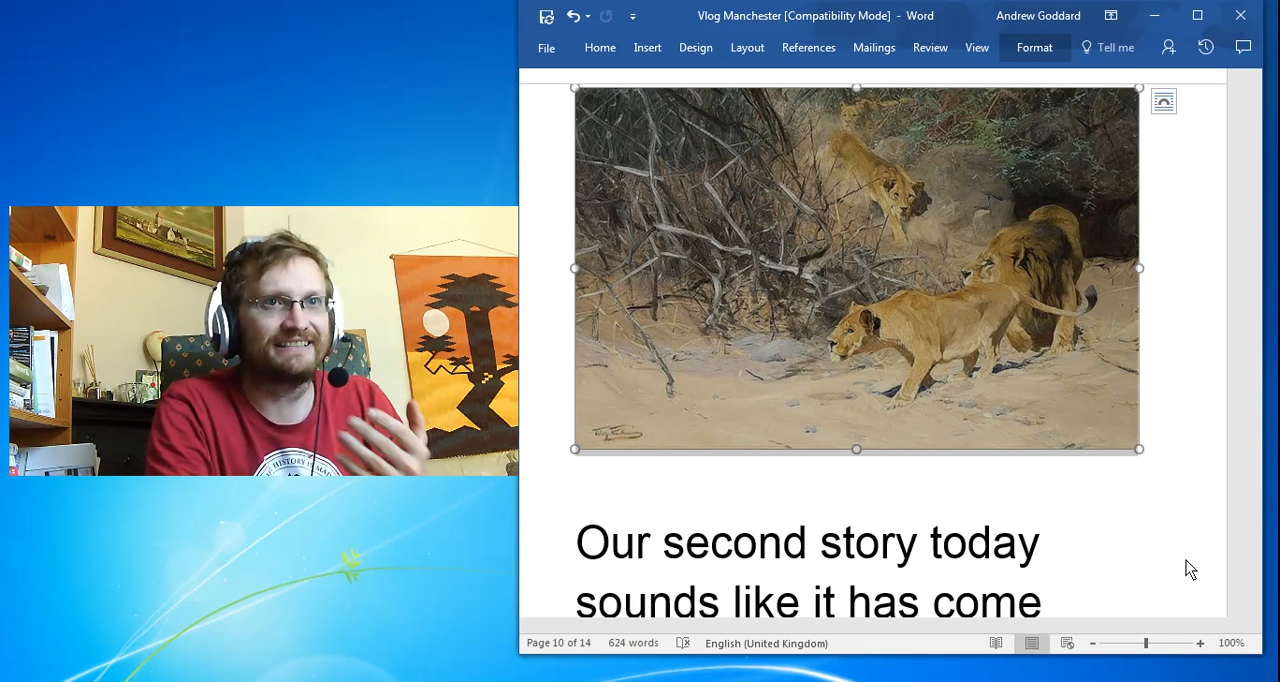 Vlog Manchester [Compatibility Mode] - Word
Andrew Goddard
File Home Insert Design Layout References Mailings Review View Format Tell me
Our second story today
sounds like it has come
Page 10 of 14 624 words English (United Kingdom) 100%